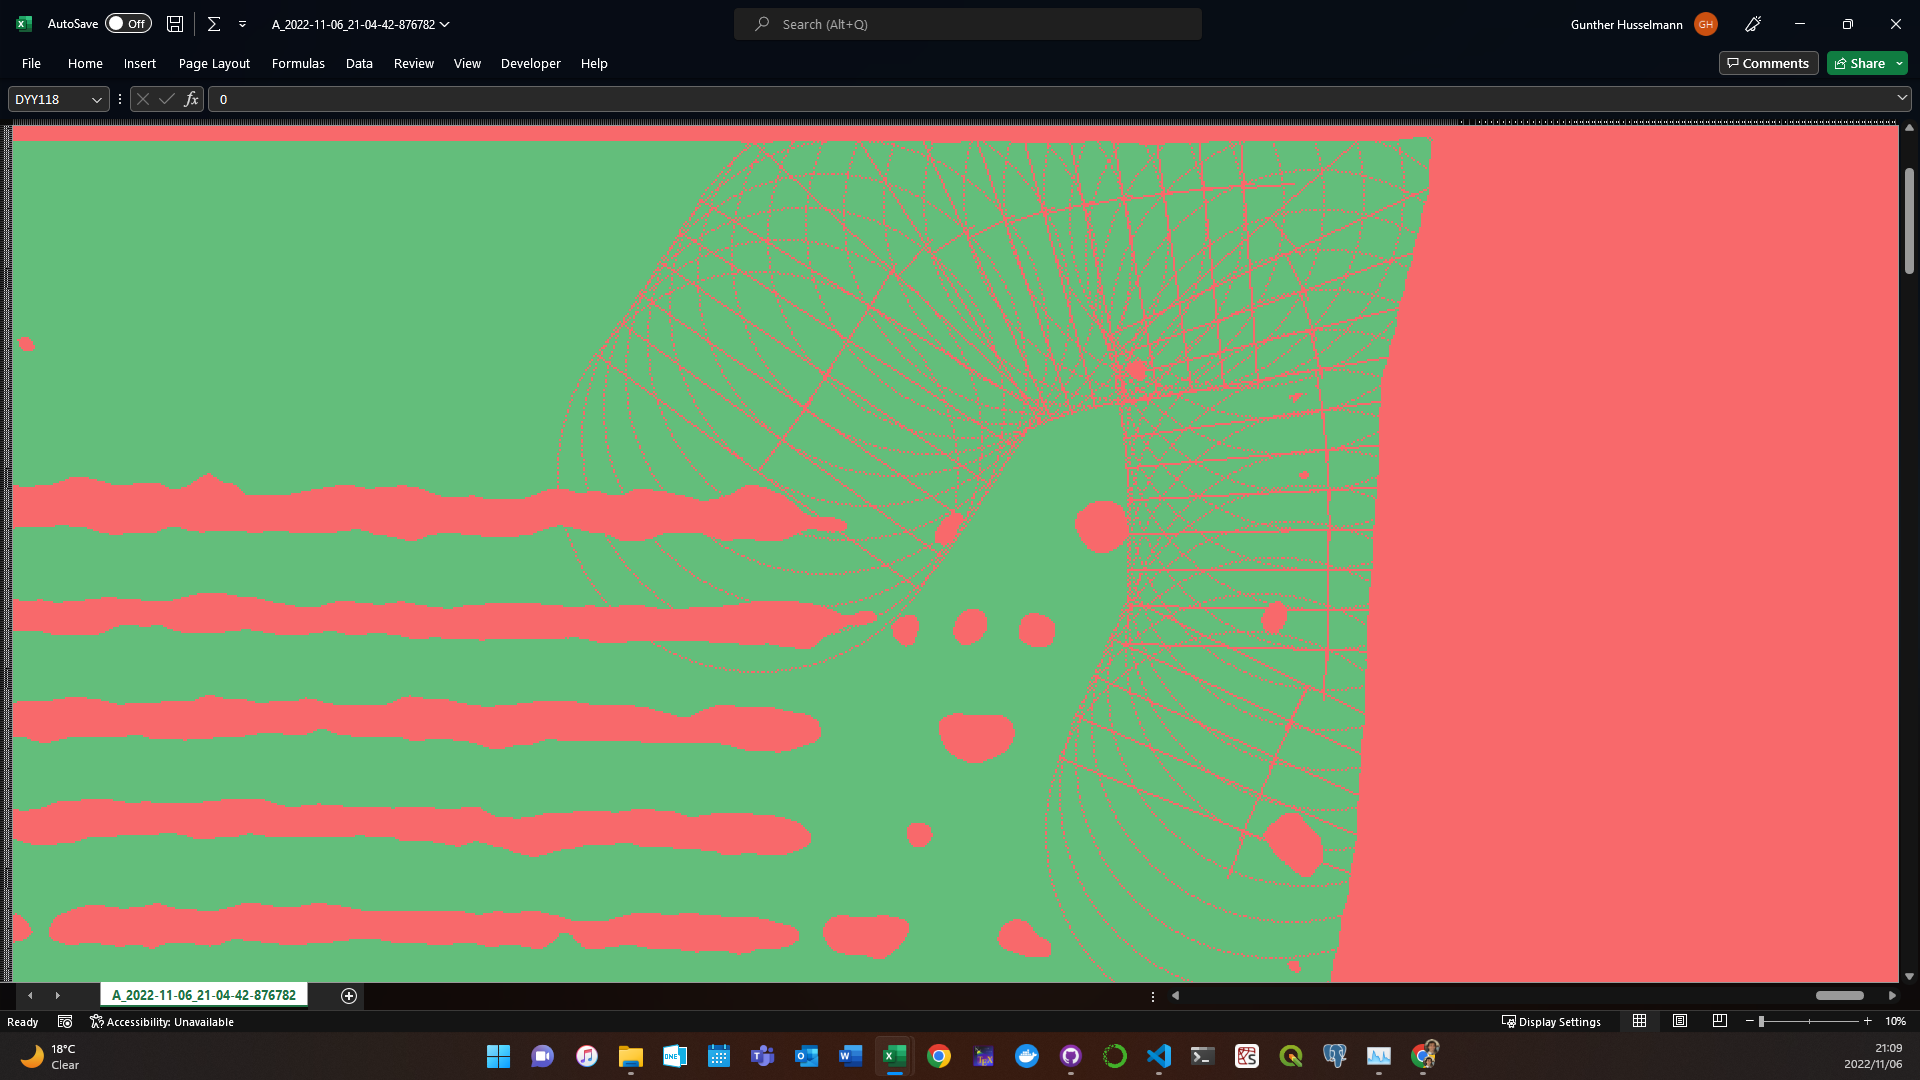 AutoSave Off A_2022-11-06_21-04-42-876782 Search (Alt+Q) Gunther Husselmann GH
File Home Insert Page Layout Formulas Data Review View Developer Help Comments Share
DYY118 fx 0
A_2022-11-06_21-04-42-876782
Ready Accessibility: Unavailable Display Settings 10%
18°C 21:09
Clear 2022/11/06